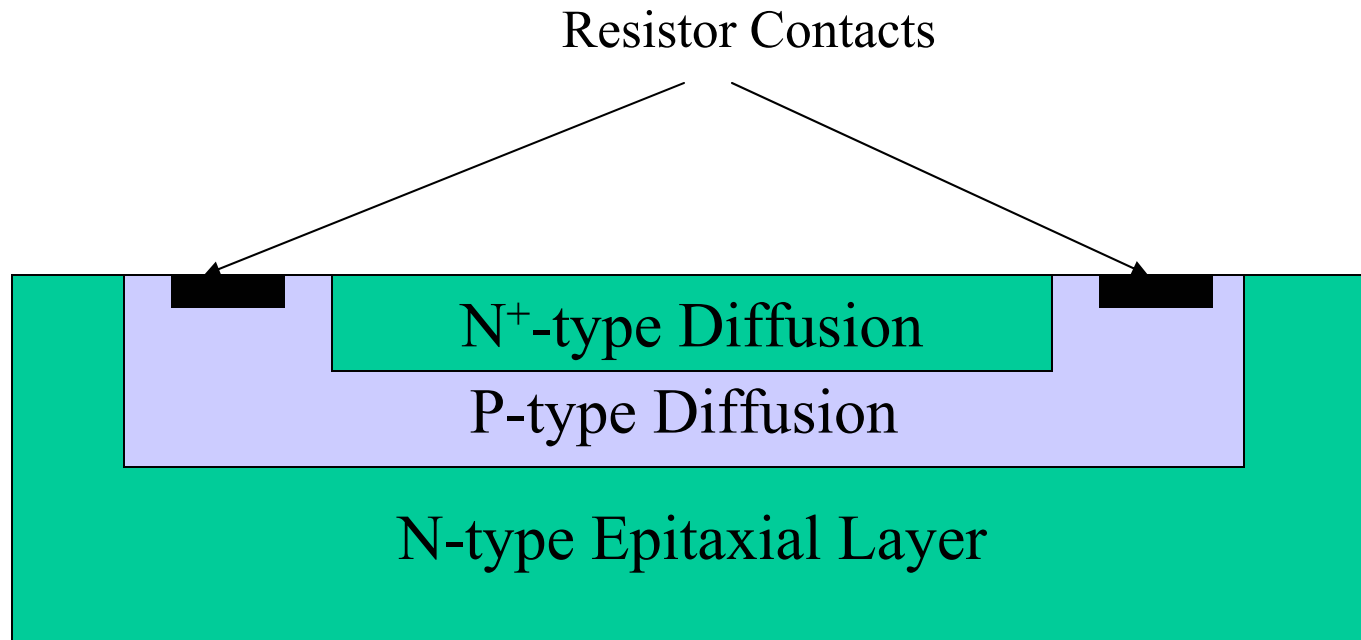 Resistor Contacts
N⁺-type Diffusion
P-type Diffusion
N-type Epitaxial Layer